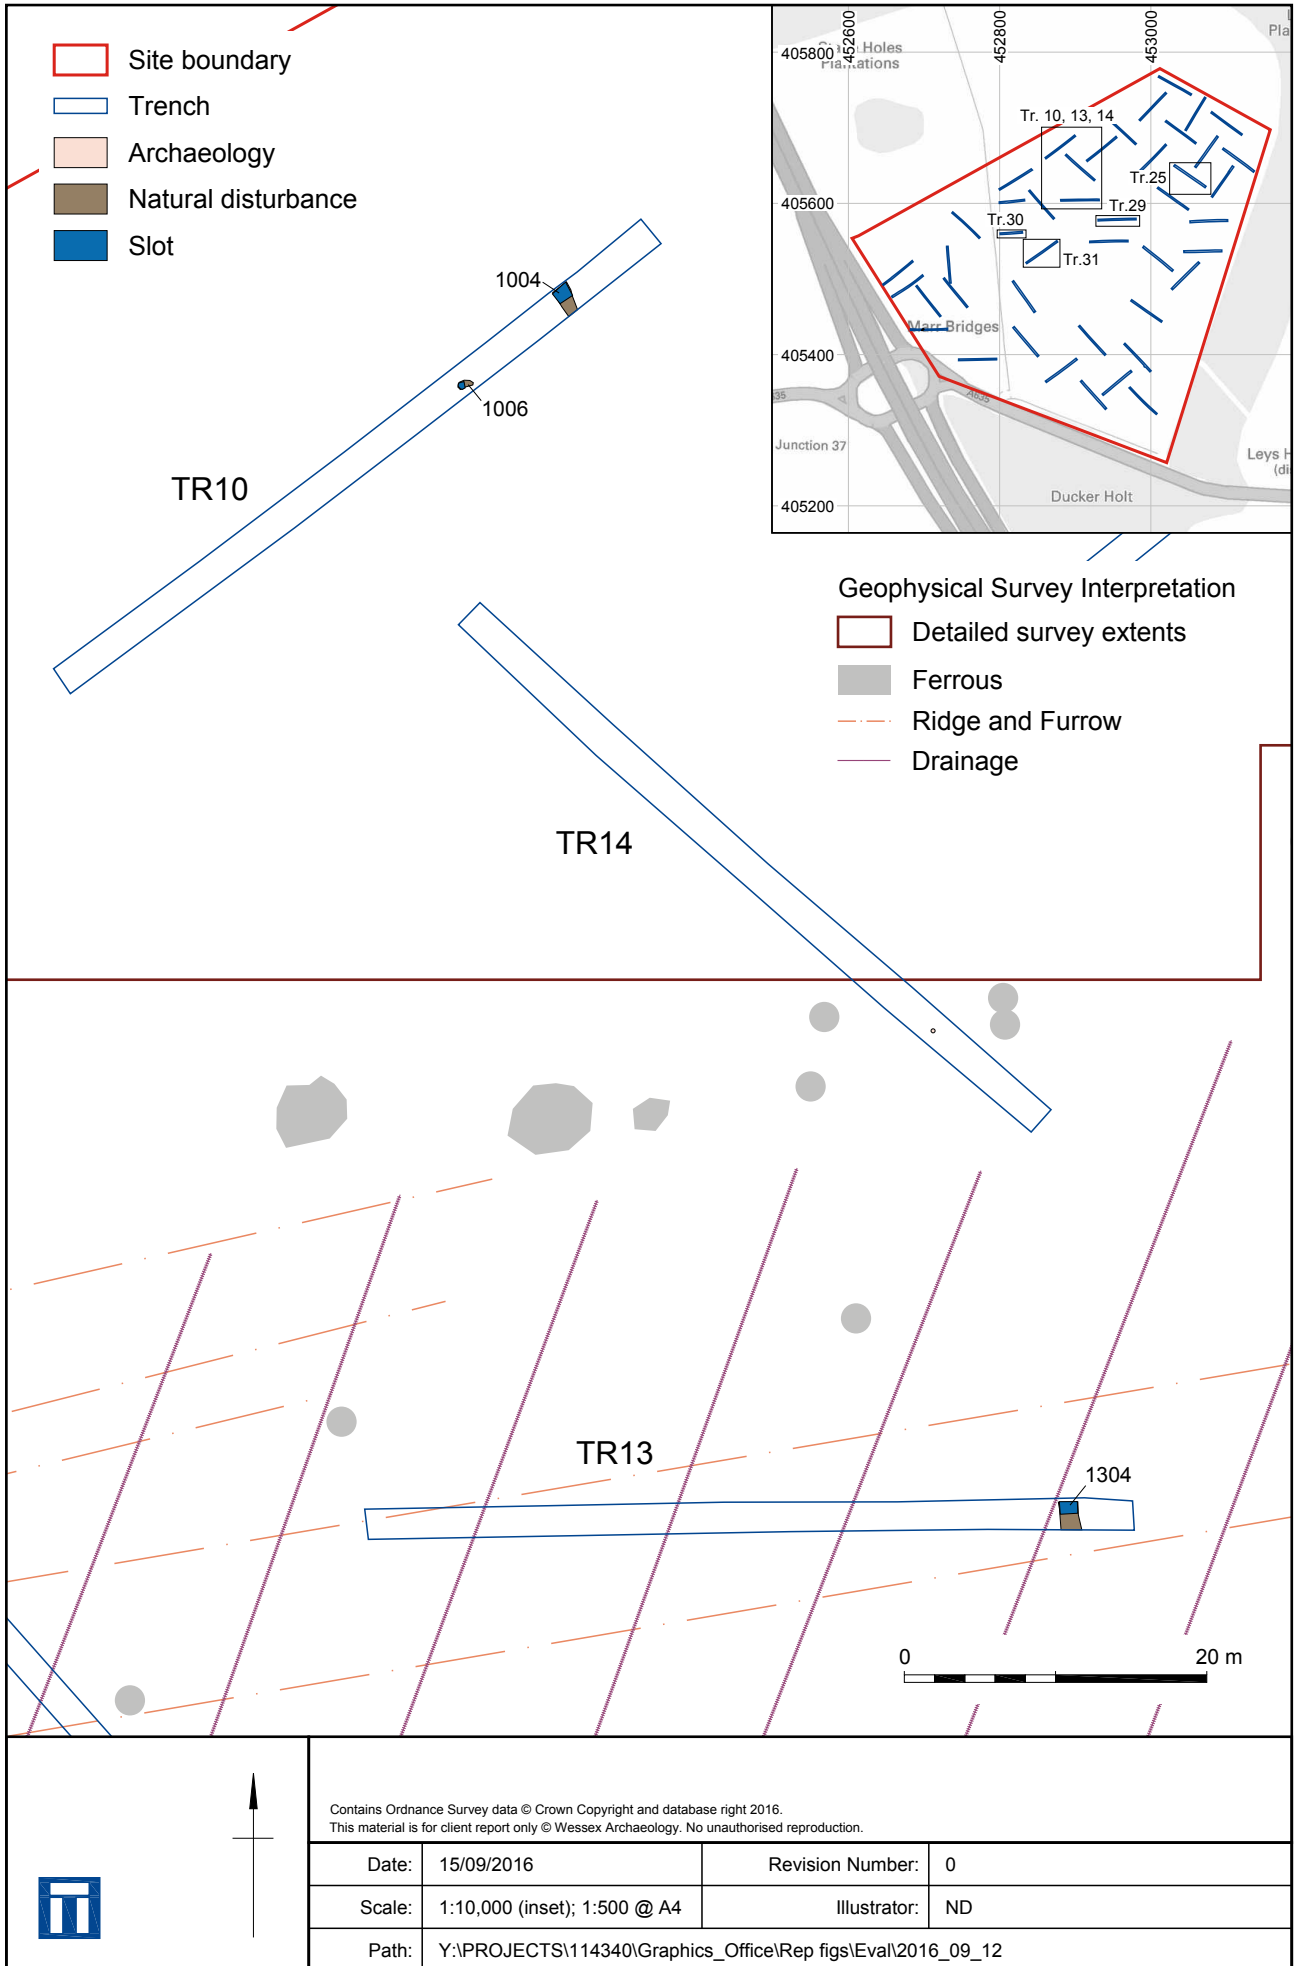 Site boundary
Trench
Archaeology
Natural disturbance
Slot
1004
1006
TR10
TR14
TR13
1304
452600
452800
453000
405800
405600
405400
405200
Holes
Plantations
Pla
Tr. 10, 13, 14
Tr.25
Tr.29
Tr.30
Tr.31
Marr Bridges
A635
35
Junction 37
Ducker Holt
Leys H
(di
Geophysical Survey Interpretation
Detailed survey extents
Ferrous
Ridge and Furrow
Drainage
0 20 m
Contains Ordnance Survey data © Crown Copyright and database right 2016.
This material is for client report only © Wessex Archaeology. No unauthorised reproduction.
Date: 15/09/2016 Revision Number: 0
Scale: 1:10,000 (inset); 1:500 @ A4 Illustrator: ND
Path: Y:\PROJECTS\114340\Graphics_Office\Rep figs\Eval\2016_09_12